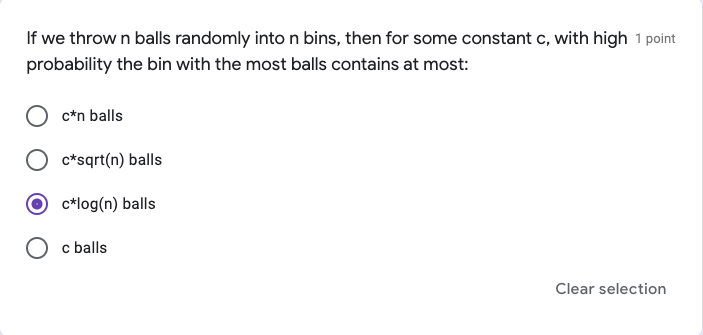 If we throw n balls randomly into n bins, then for some constant c, with high 1 point
probability the bin with the most balls contains at most:
c*n balls
c*sqrt(n) balls
c*log(n) balls
c balls
Clear selection